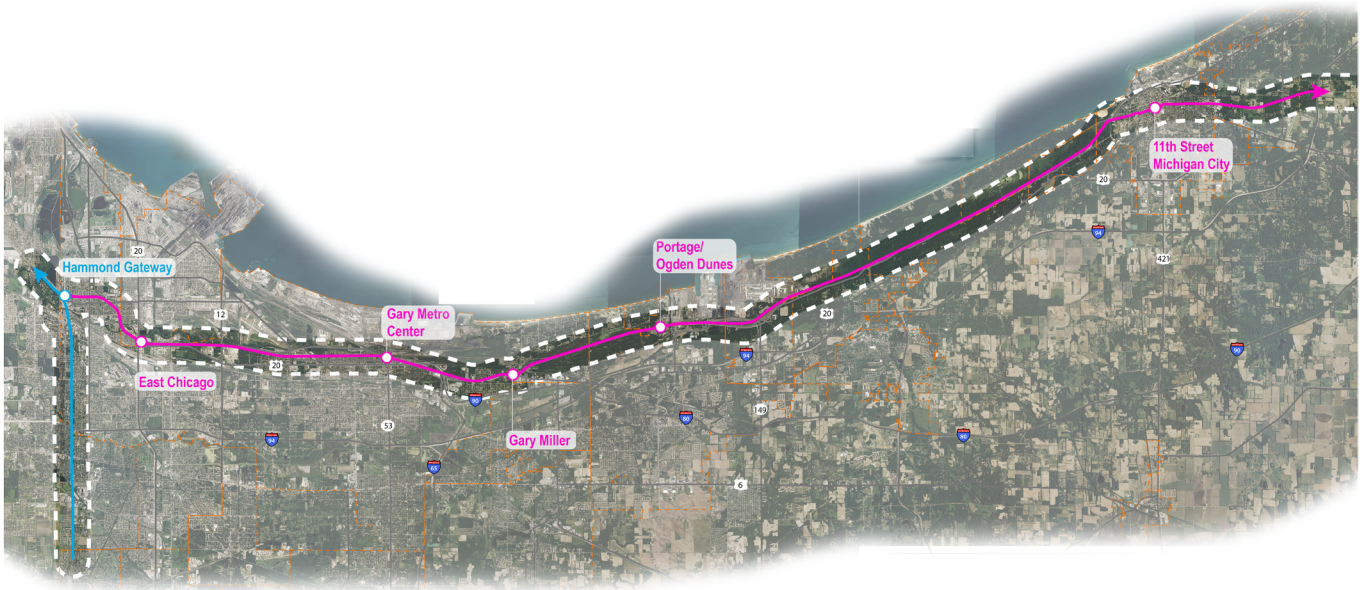 Hammond Gateway
East Chicago
Gary Metro
Center
Gary Miller
Portage/
Ogden Dunes
11th Street
Michigan City
20
12
20
53
94
65
90
80
94
149
6
20
80
20
94
421
90